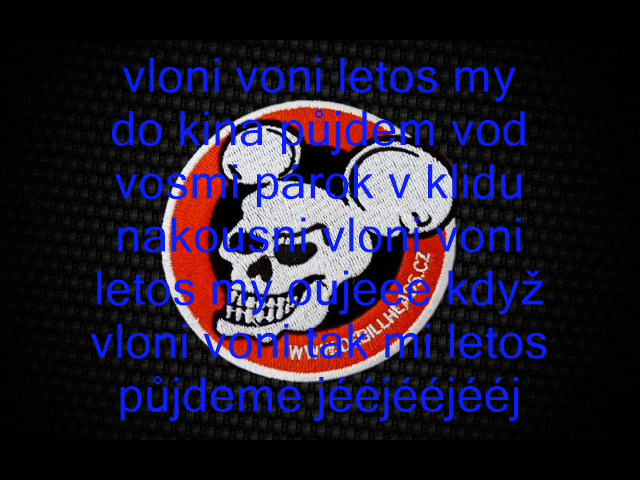 vloni voni letos my
do kina půjdem vod
vosmi párok v klidu
nakousni vloni voni
letos my oujeee když
vloni voni tak mi letos
půjdeme jééjééjééj